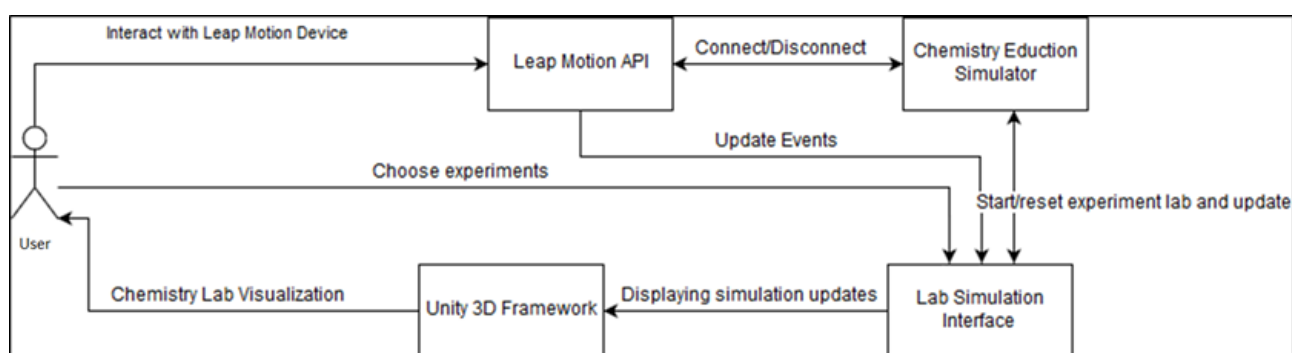 Interact with Leap Motion Device
Leap Motion API
Connect/Disconnect
Chemistry Eduction
Simulator
Update Events
Choose experiments
Start/reset experiment lab and update
User
Chemistry Lab Visualization
Unity 3D Framework
Displaying simulation updates
Lab Simulation
Interface